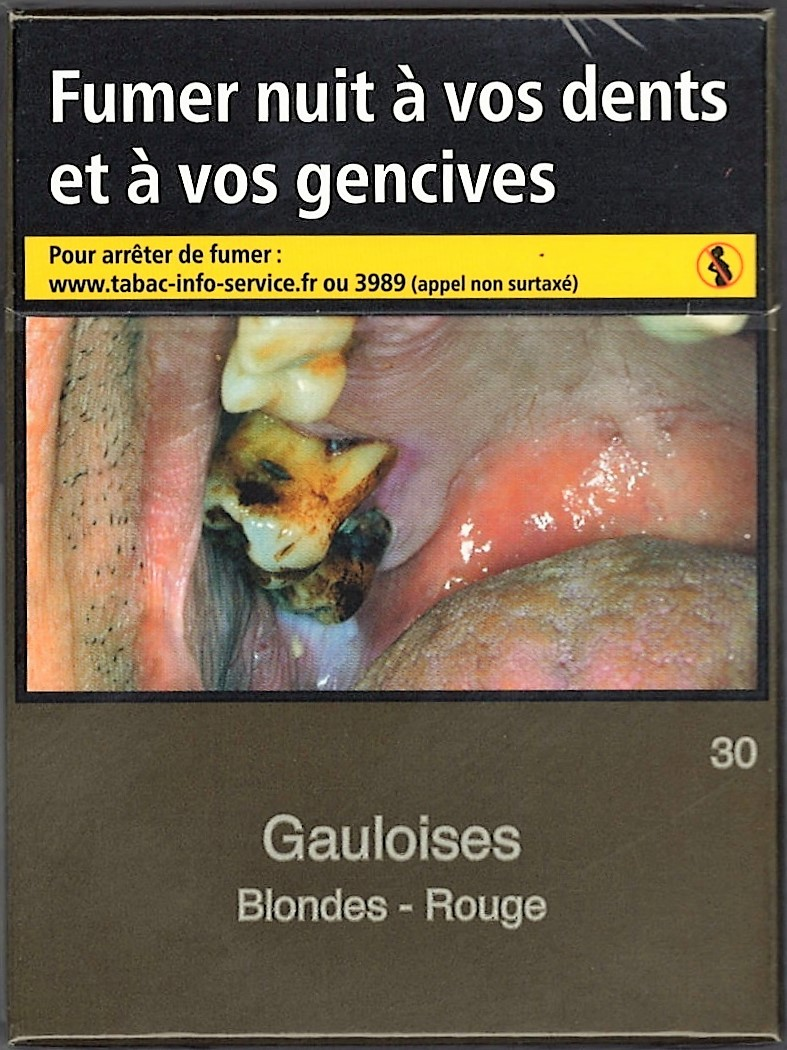 Fumer nuit à vos dents
et à vos gencives
Pour arrêter de fumer :
www.tabac-info-service.fr ou 3989 (appel non surtaxé)
30
Gauloises
Blondes - Rouge